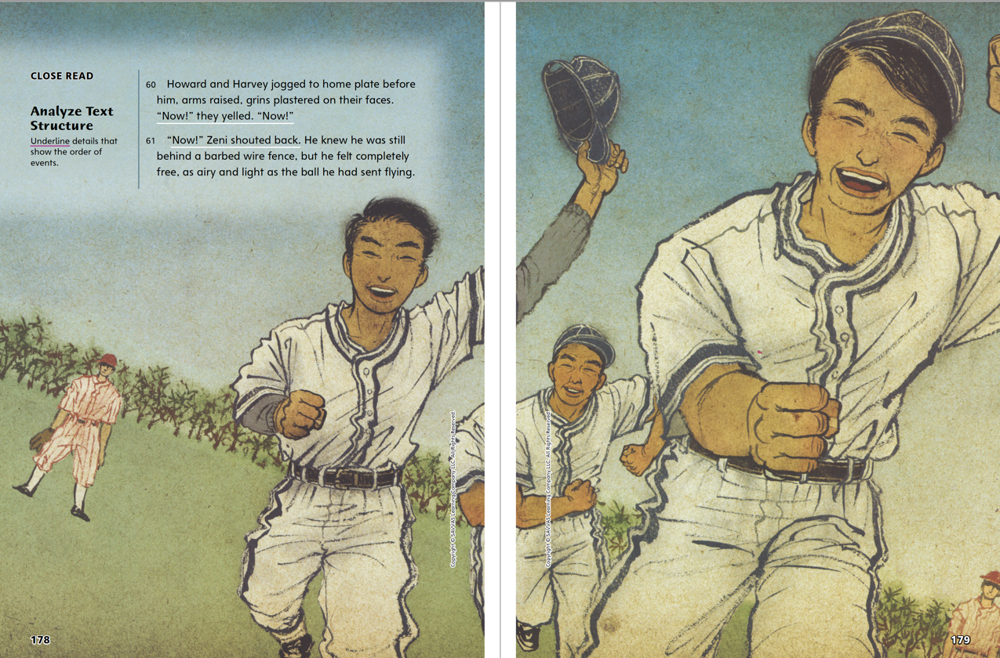 CLOSE READ
Analyze Text
Structure
Underline details that
show the order of
events.
60 Howard and Harvey jogged to home plate before
him, arms raised, grins plastered on their faces.
“Now!” they yelled. “Now!”
61 “Now!” Zeni shouted back. He knew he was still
behind a barbed wire fence, but he felt completely
free, as airy and light as the ball he had sent flying.
Copyright © SAVVAS Learning Company LLC. All Rights Reserved
178
Copyright © SAVVAS Learning Company LLC. All Rights Reserved
179